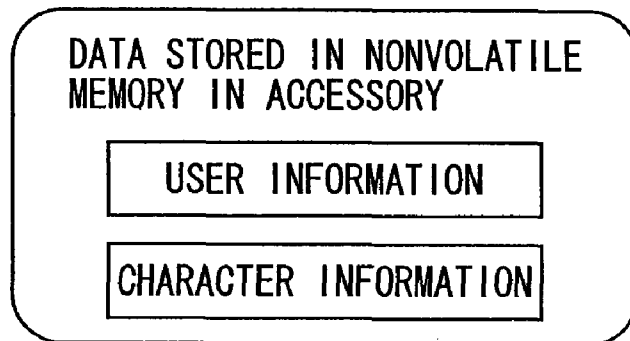 DATA STORED IN NONVOLATILE
MEMORY IN ACCESSORY
USER INFORMATION
CHARACTER INFORMATION